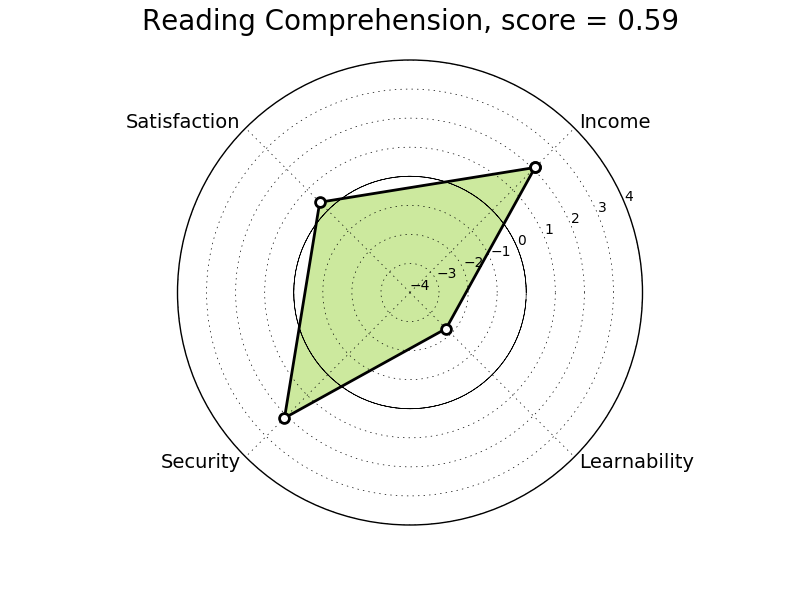 Reading Comprehension, score = 0.59
Satisfaction
Income
4
3
2
1
0
−1
−2
−3
−4
Security
Learnability